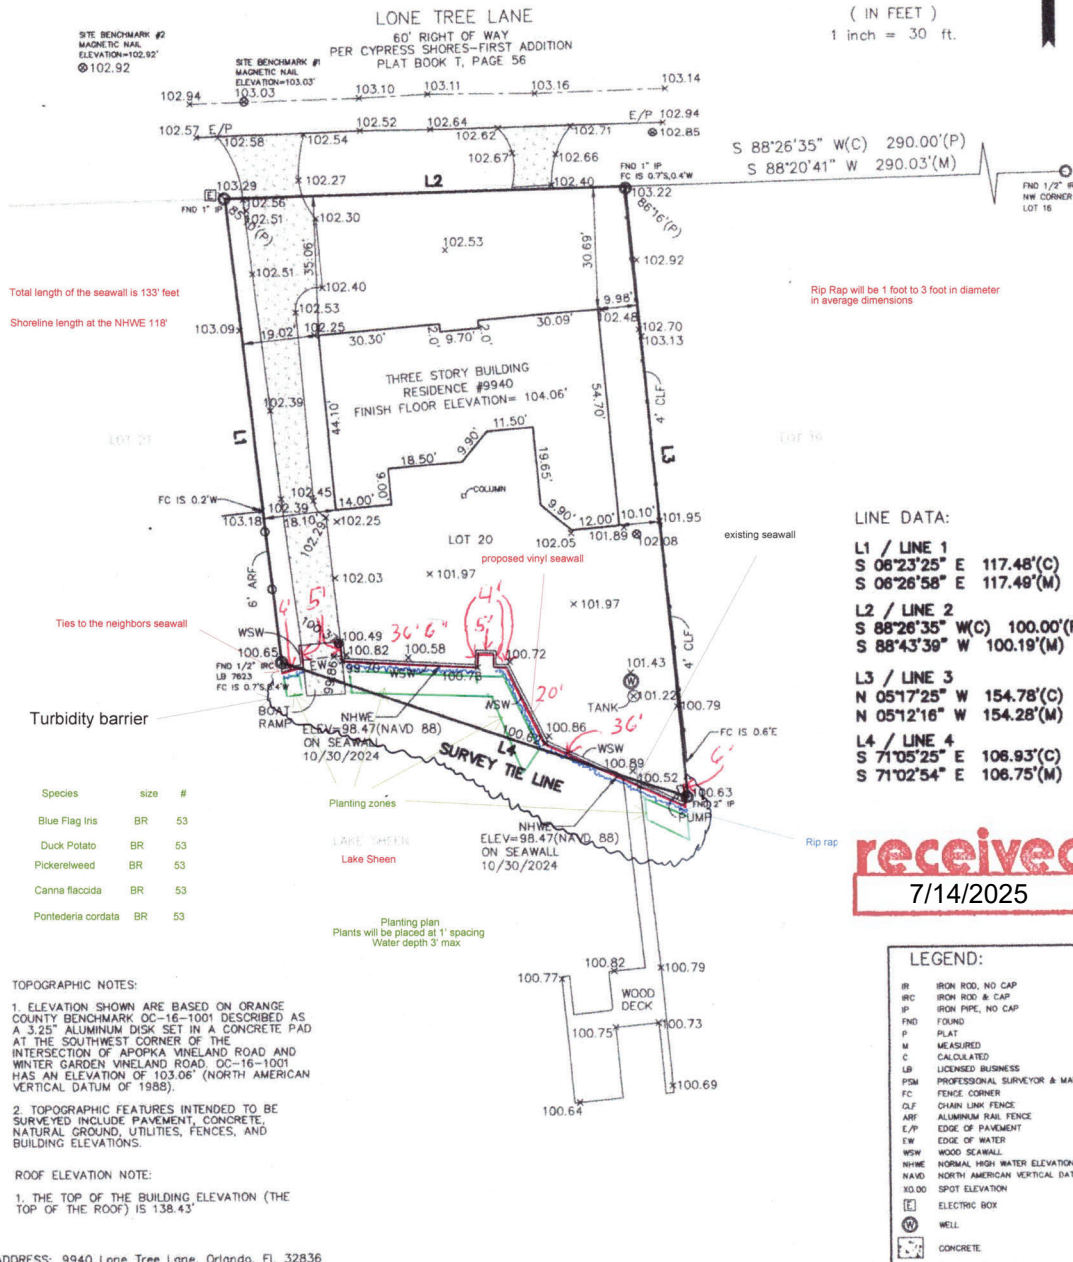 LONE TREE LANE
60' RIGHT OF WAY
PER CYPRESS SHORES-FIRST ADDITION
PLAT BOOK T, PAGE 56
( IN FEET )
1 inch = 30 ft.
SITE BENCHMARK #2
MAGNETIC NAIL
ELEVATION=102.92'
102.92
SITE BENCHMARK #1
MAGNETIC NAIL
ELEVATION=103.03'
102.94
103.03
103.10
103.11
103.16
103.14
102.57
E/P
102.58
102.54
102.52
102.64
102.62
102.71
E/P
102.94
102.85
102.67
102.66
S 88°26'35" W(C) 290.00'(P)
S 88°20'41" W 290.03'(M)
FND 1" IP
FC IS 0.7'S,0.4'W
FND 1/2" IR
NW CORNER
LOT 16
103.29
E
FND 1" IP
102.56
102.51
102.27
L2
102.40
103.22
86°16'(P)
102.30
35.06'
102.53
30.69'
102.92
102.51
102.40
102.53
Total length of the seawall is 133' feet
Shoreline length at the NHWE 118'
Rip Rap will be 1 foot to 3 foot in diameter
in average dimensions
9.98'
103.09
19.02'
102.25
30.30'
2.0'
9.70'
2.0'
30.09'
102.48
102.70
103.13
THREE STORY BUILDING
RESIDENCE #9940
FINISH FLOOR ELEVATION= 104.06'
54.70'
4' CLF
102.39
44.10'
11.50'
9.90'
18.50'
19.65'
9.00'
COLUMN
L1
L3
LOT 21
FC IS 0.2'W
102.45
102.39
14.00'
103.18
18.10'
102.29
102.25
LOT 20
9.90'
12.00'
10.10'
101.95
102.05
101.89
102.08
existing seawall
proposed vinyl seawall
102.03
101.97
101.97
6' ARF
4' CLF
Ties to the neighbors seawall
4'
5'
36' 6"
4'
5'
WSW
100.49
100.65
100.82
100.58
100.72
EW
99.70
WSW
100.78
99.86
FND 1/2" IRC
LB 7623
101.43
W
TANK
101.22
100.79
20'
WSW
36'
Turbidity barrier
BOAT
RAMP
NHWE
ELEV=98.47(NAVD 88)
ON SEAWALL
10/30/2024
L4
SURVEY TIE LINE
100.86
WSW
100.89
100.52
FC IS 0.6'E
100.63
FND 2" IP
PUMP
Planting zones
LAKE SHEEN
Lake Sheen
NHWE
ELEV=98.47(NAVD 88)
ON SEAWALL
10/30/2024
Rip rap
LINE DATA:
L1 / LINE 1
S 06°23'25" E 117.48'(C)
S 06°26'58" E 117.49'(M)
L2 / LINE 2
S 88°26'35" W(C) 100.00'(
S 88°43'39" W 100.19'(M)
L3 / LINE 3
N 05°17'25" W 154.78'(C)
N 05°12'16" W 154.28'(M)
L4 / LINE 4
S 71°05'25" E 106.93'(C)
S 71°02'54" E 106.75'(M)
received
7/14/2025
Species size #
Blue Flag Iris BR 53
Duck Potato BR 53
Pickerelweed BR 53
Canna flaccida BR 53
Pontederia cordata BR 53
Planting plan
Plants will be placed at 1' spacing
Water depth 3' max
100.77
100.82
100.79
WOOD
DECK
100.75
100.73
100.69
100.64
TOPOGRAPHIC NOTES:
1. ELEVATION SHOWN ARE BASED ON ORANGE
COUNTY BENCHMARK OC-16-1001 DESCRIBED AS
A 3.25" ALUMINUM DISK SET IN A CONCRETE PAD
AT THE SOUTHWEST CORNER OF THE
INTERSECTION OF APOPKA VINELAND ROAD AND
WINTER GARDEN VINELAND ROAD. OC-16-1001
HAS AN ELEVATION OF 103.06' (NORTH AMERICAN
VERTICAL DATUM OF 1988).
2. TOPOGRAPHIC FEATURES INTENDED TO BE
SURVEYED INCLUDE PAVEMENT, CONCRETE,
NATURAL GROUND, UTILITIES, FENCES, AND
BUILDING ELEVATIONS.
ROOF ELEVATION NOTE:
1. THE TOP OF THE BUILDING ELEVATION (THE
TOP OF THE ROOF) IS 138.43'
ADDRESS: 9940 Lone Tree Lane, Orlando, FL 32836
LEGEND:
IR IRON ROD, NO CAP
IRC IRON ROD & CAP
IP IRON PIPE, NO CAP
FND FOUND
P PLAT
M MEASURED
C CALCULATED
LB LICENSED BUSINESS
PSM PROFESSIONAL SURVEYOR & MA
FC FENCE CORNER
CLF CHAIN LINK FENCE
ARF ALUMINUM RAIL FENCE
E/P EDGE OF PAVEMENT
EW EDGE OF WATER
WSW WOOD SEAWALL
NHWE NORMAL HIGH WATER ELEVATION
NAVD NORTH AMERICAN VERTICAL DAT
X0.00 SPOT ELEVATION
E ELECTRIC BOX
W WELL
CONCRETE